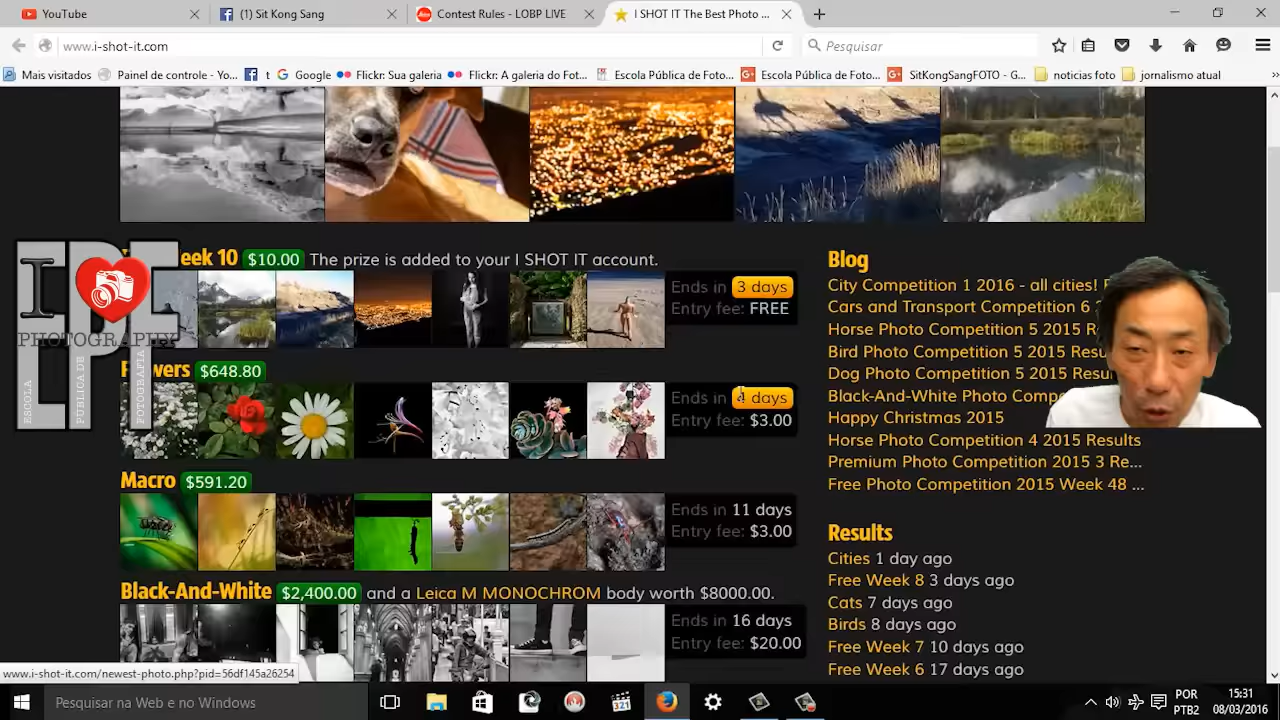 YouTube
(1) Sit Kong Sang
Contest Rules - LOBP LIVE
I SHOT IT The Best Photo ...
www.i-shot-it.com
Pesquisar
Mais visitados
Painel de controle - Yo...
t
Google
Flickr: Sua galeria
Flickr: A galeria do Fot...
Escola Pública de Foto...
Escola Pública de Foto...
SitKongSangFOTO - G...
noticias foto
jornalismo atual
eek 10 $10.00 The prize is added to your I SHOT IT account.
Ends in 3 days
Entry fee: FREE
I
PHOTOGRAPHY
ESCOLA
PUBLICA DE
FOTOGRAFIA
wers $648.80
Ends in 4 days
Entry fee: $3.00
Macro $591.20
Ends in 11 days
Entry fee: $3.00
Black-And-White $2,400.00 and a Leica M MONOCHROM body worth $8000.00.
Ends in 16 days
Entry fee: $20.00
Blog
City Competition 1 2016 - all cities!
Cars and Transport Competition 6
Horse Photo Competition 5 2015 R
Bird Photo Competition 5 2015 Resu
Dog Photo Competition 5 2015 Resu
Black-And-White Photo Compe
Happy Christmas 2015
Horse Photo Competition 4 2015 Results
Premium Photo Competition 2015 3 Re...
Free Photo Competition 2015 Week 48 ...
Results
Cities 1 day ago
Free Week 8 3 days ago
Cats 7 days ago
Birds 8 days ago
Free Week 7 10 days ago
Free Week 6 17 days ago
www.i-shot-it.com/newest-photo.php?pid=56df145a26254
Pesquisar na Web e no Windows
321
POR
PTB2
15:31
08/03/2016